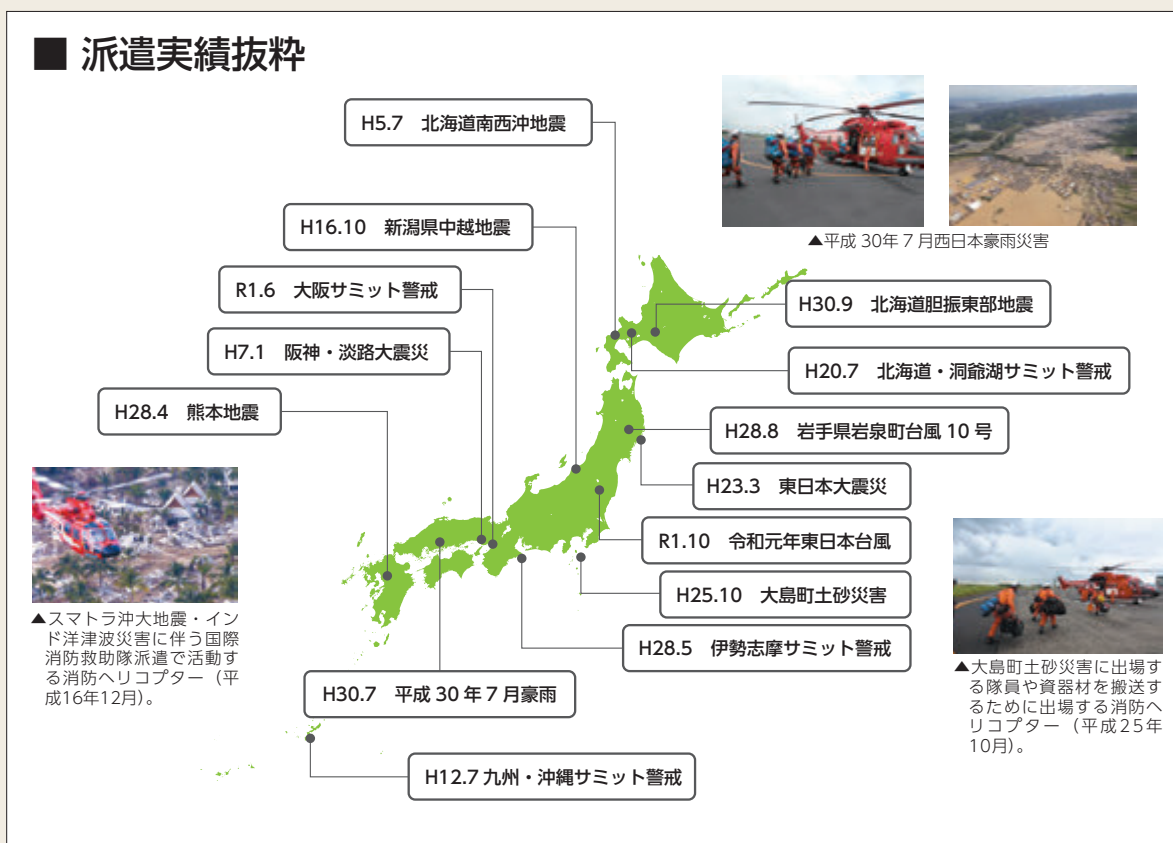 ■ 派遣実績抜粋
H5.7 北海道南西沖地震
▲平成 30年 7 月西日本豪雨災害
H16.10 新潟県中越地震
R1.6 大阪サミット警戒
H30.9 北海道胆振東部地震
H7.1 阪神・淡路大震災
H20.7 北海道・洞爺湖サミット警戒
H28.4 熊本地震
H28.8 岩手県岩泉町台風 10 号
H23.3 東日本大震災
R1.10 令和元年東日本台風
H25.10 大島町土砂災害
H28.5 伊勢志摩サミット警戒
▲スマトラ沖大地震・イン
ド洋津波災害に伴う国際
消防救助隊派遣で活動す
る消防ヘリコプター（平
成16年12月）。
▲大島町土砂災害に出場す
る隊員や資器材を搬送す
るために出場する消防ヘ
リコプター（平成25年
10月）。
H30.7 平成 30 年 7 月豪雨
H12.7 九州・沖縄サミット警戒